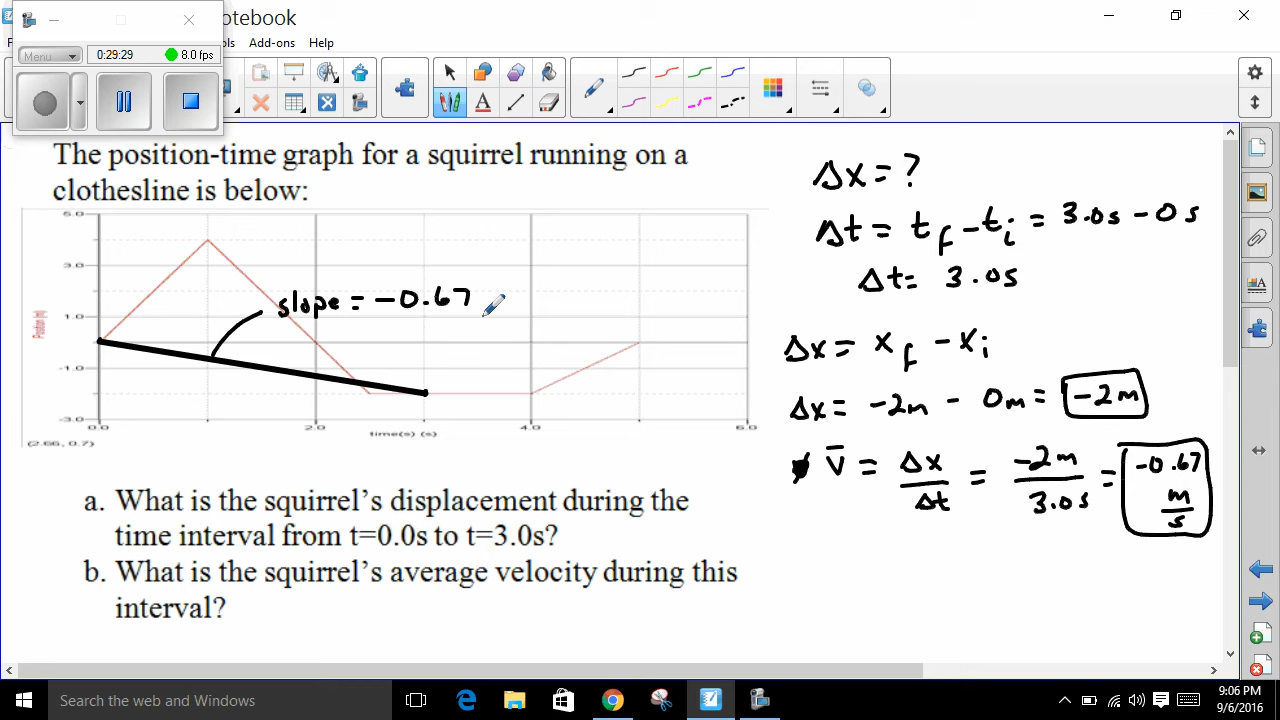 otebook
Menu
0:29:29
8.0 fps
ols Add-ons Help
The position-time graph for a squirrel running on a
clothesline is below:
5.0
3.0
slope = -0.67
1.0
Position (m)
-1.0
-3.0
0.0 2.0 4.0 6.0
time(s) (s)
(2.66, 0.7)
a. What is the squirrel's displacement during the
time interval from t=0.0s to t=3.0s?
b. What is the squirrel's average velocity during this
interval?
Δx = ?
Δt = tf - ti = 3.0s - 0s
Δt = 3.0s
Δx = xf - xi
Δx = -2m - 0m = -2m
v̄ = Δx/Δt = -2m/3.0s = -0.67 m/s
Search the web and Windows
9:06 PM
9/6/2016